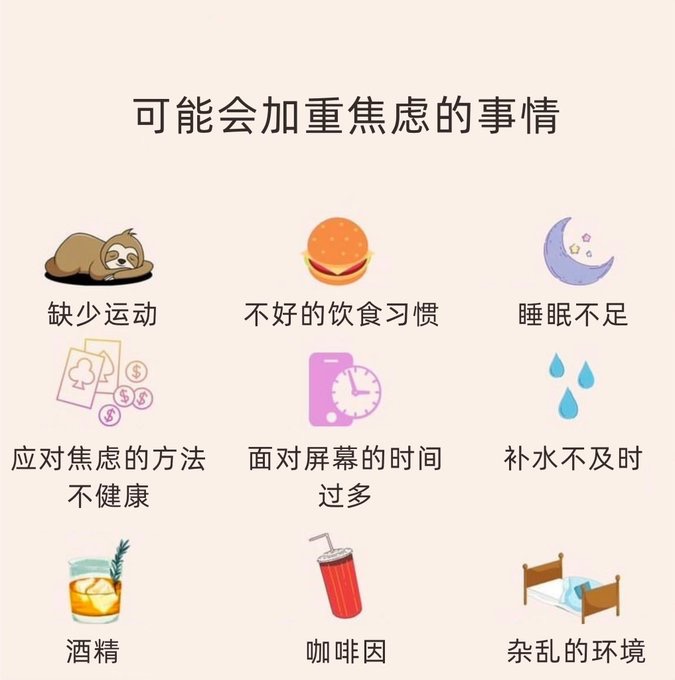 可能会加重焦虑的事情
缺少运动
不好的饮食习惯
睡眠不足
应对焦虑的方法
不健康
面对屏幕的时间
过多
补水不及时
酒精
咖啡因
杂乱的环境